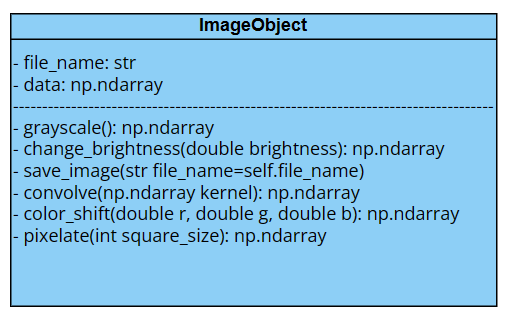 ImageObject
- file_name: str
- data: np.ndarray
- grayscale(): np.ndarray
- change_brightness(double brightness): np.ndarray
- save_image(str file_name=self.file_name)
- convolve(np.ndarray kernel): np.ndarray
- color_shift(double r, double g, double b): np.ndarray
- pixelate(int square_size): np.ndarray